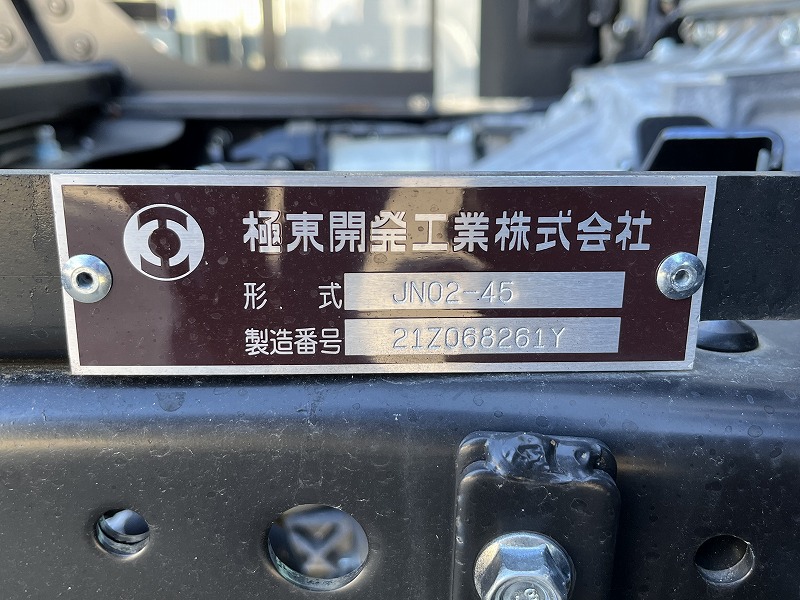 極東開発工業株式会社
形 式 JN02-45
製造番号 21Z068261Y